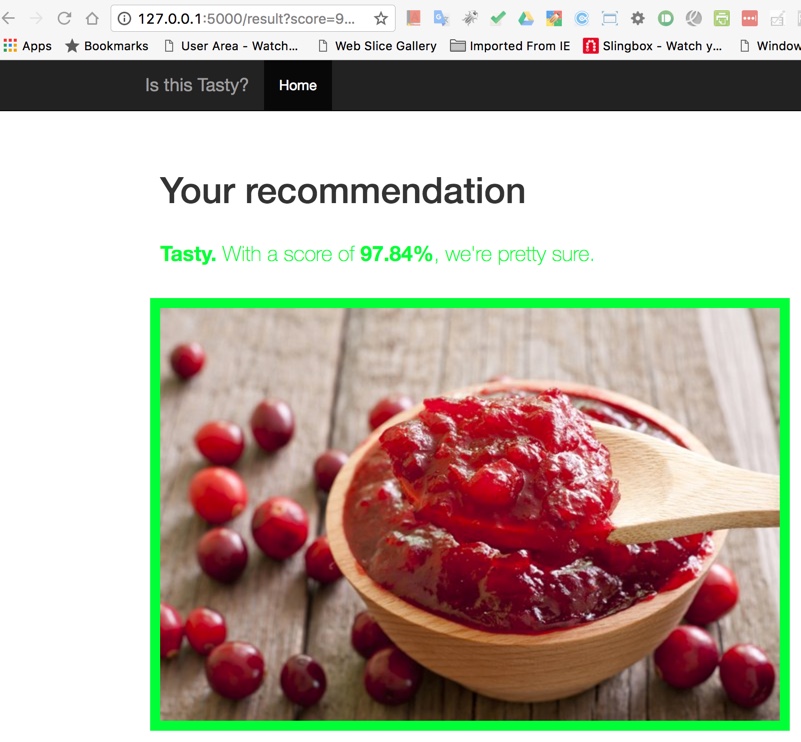 127.0.0.1:5000/result?score=9...
Apps Bookmarks User Area - Watch... Web Slice Gallery Imported From IE Slingbox - Watch y... Window
Is this Tasty? Home
Your recommendation
Tasty. With a score of 97.84%, we're pretty sure.